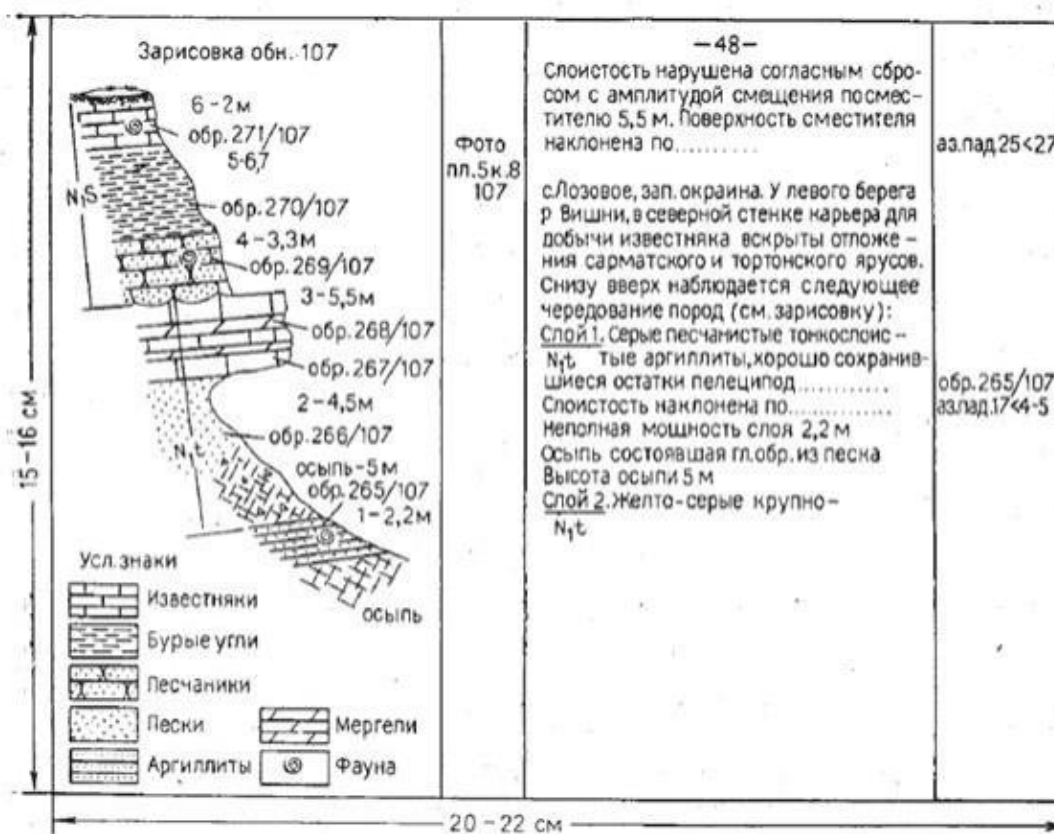 Зарисовка обн. 107
6-2м
обр. 271/107
5-6,7
N₁S
обр.270/107
4-3,3м
обр.269/107
3-5,5м
обр.268/107
обр.267/107
2-4,5м
обр.266/107
N₁t
осыпь-5м
обр.265/107
1-2,2м
осыпь
Усл. знаки
Известняки
Бурые угли
Песчаники
Пески
Мергели
Аргиллиты
Фауна
Фото
пл.5к.8
107
-48-
Слоистость нарушена согласным сбро-
сом с амплитудой смещения посмес-
тителю 5,5 м. Поверхность сместителя
наклонена по..........
аз.пад.25<27
с.Лозовое, зап. окраина. У левого берега
р Вишни, в северной стенке карьера для
добычи известняка вскрыты отложе-
ния сарматского и тортонского ярусов.
Снизу вверх наблюдается следующее
чередование пород (см. зарисовку):
Слой 1. Серые песчанистые тонкослоис-
N₁t тые аргиллиты, хорошо сохранив-
шиеся остатки пелеципод............
обр.265/107
Слоистость наклонена по.............
аз.пад.17<4-5
Неполная мощность слоя 2,2 м
Осыпь состоявшая гл.обр. из песка
Высота осыпи 5 м
Слой 2. Желто-серые крупно-
N₁t
15-16 см
20-22 см